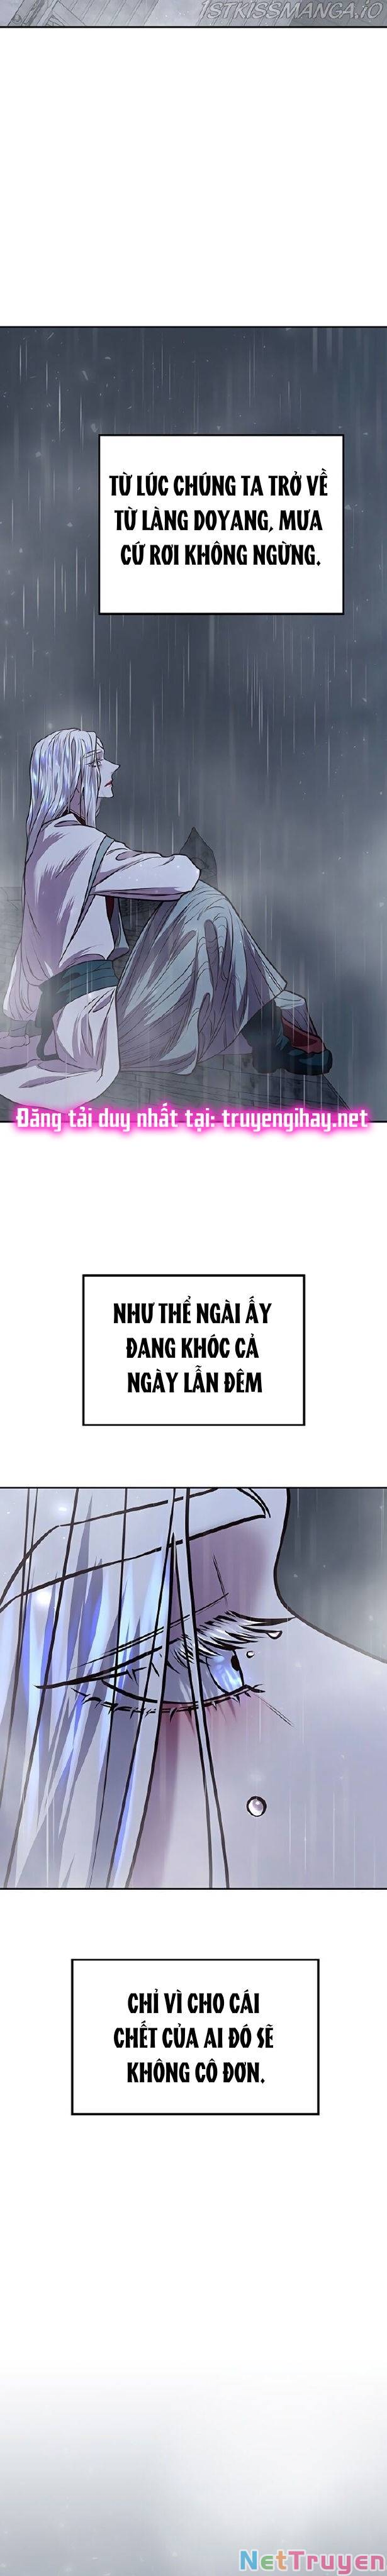 1STKISSMANGA.IO
TỪ LÚC CHÚNG TA TRỞ VỀ
TỪ LÀNG DOYANG, MƯA
CỨ RƠI KHÔNG NGỪNG.
Đăng tải duy nhất tại: truyengihay.net
NHƯ THỂ NGÀI ẤY
ĐANG KHÓC CẢ
NGÀY LẪN ĐÊM
CHỈ VÌ CHO CÁI
CHẾT CỦA AI ĐÓ SẼ
KHÔNG CÔ ĐƠN.
NetTruyen